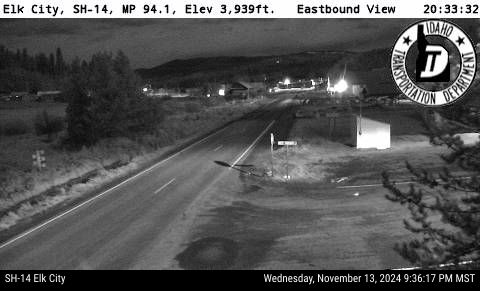 Elk City, SH-14, MP 94.1, Elev 3,939ft. Eastbound View 20:33:32
IDAHO
TRANSPORTATION DEPARTMENT
SH-14 Elk City Wednesday, November 13, 2024 9:36:17 PM MST